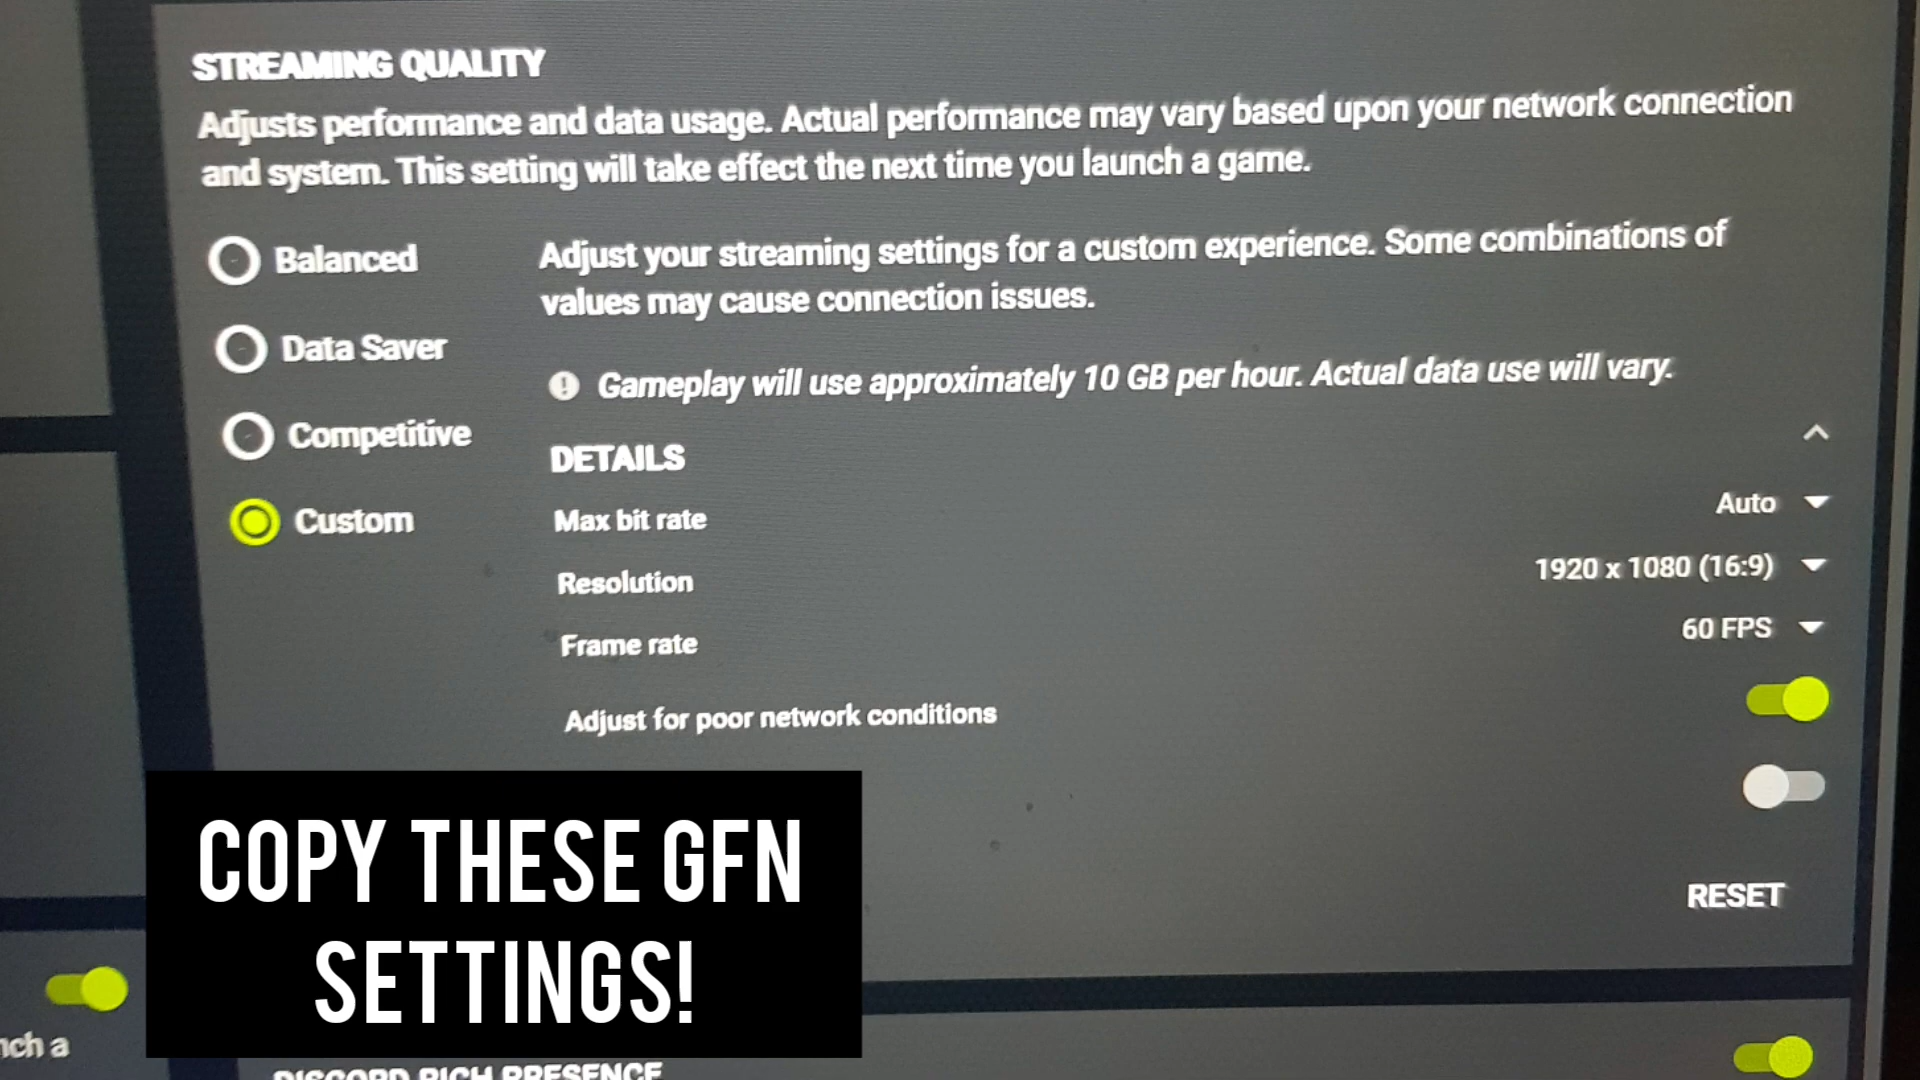 STREAMING QUALITY
Adjusts performance and data usage. Actual performance may vary based upon your network connection
and system. This setting will take effect the next time you launch a game.
Balanced
Data Saver
Competitive
Custom
Adjust your streaming settings for a custom experience. Some combinations of
values may cause connection issues.
Gameplay will use approximately 10 GB per hour. Actual data use will vary.
DETAILS
Max bit rate Auto
Resolution 1920 x 1080 (16:9)
Frame rate 60 FPS
Adjust for poor network conditions
RESET
COPY THESE GFN
SETTINGS!
nch a
DISCORD RICH PRESENCE